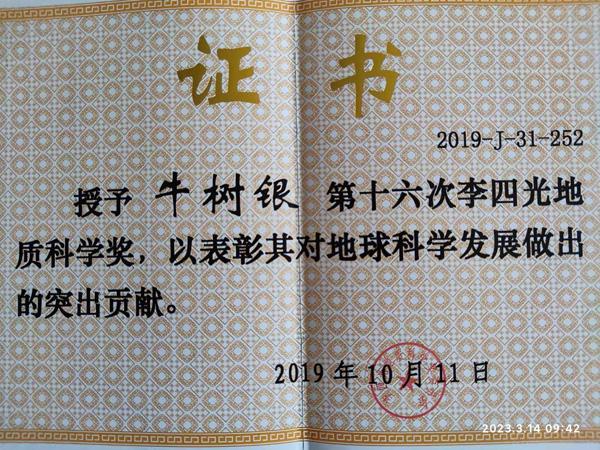 证书
2019-J-31-252
授予 牛树银 第十六次李四光地
质科学奖，以表彰其对地球科学发展做出
的突出贡献。
2019年10月11日
2023.3.14 09:42